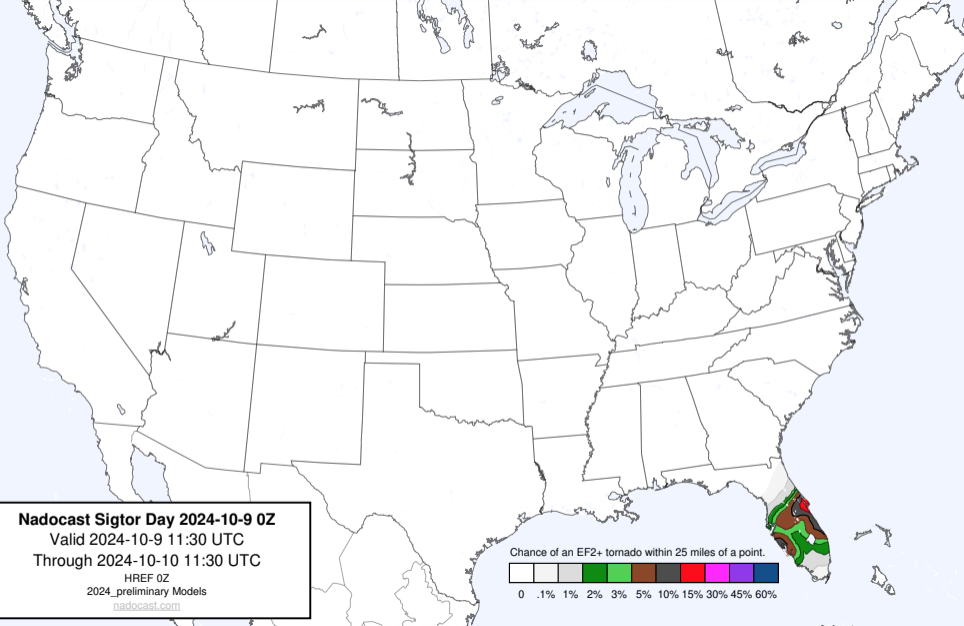 Nadocast Sigtor Day 2024-10-9 0Z
Valid 2024-10-9 11:30 UTC
Through 2024-10-10 11:30 UTC
HREF 0Z
2024_preliminary Models
nadocast.com
Chance of an EF2+ tornado within 25 miles of a point.
0 .1% 1% 2% 3% 5% 10% 15% 30% 45% 60%